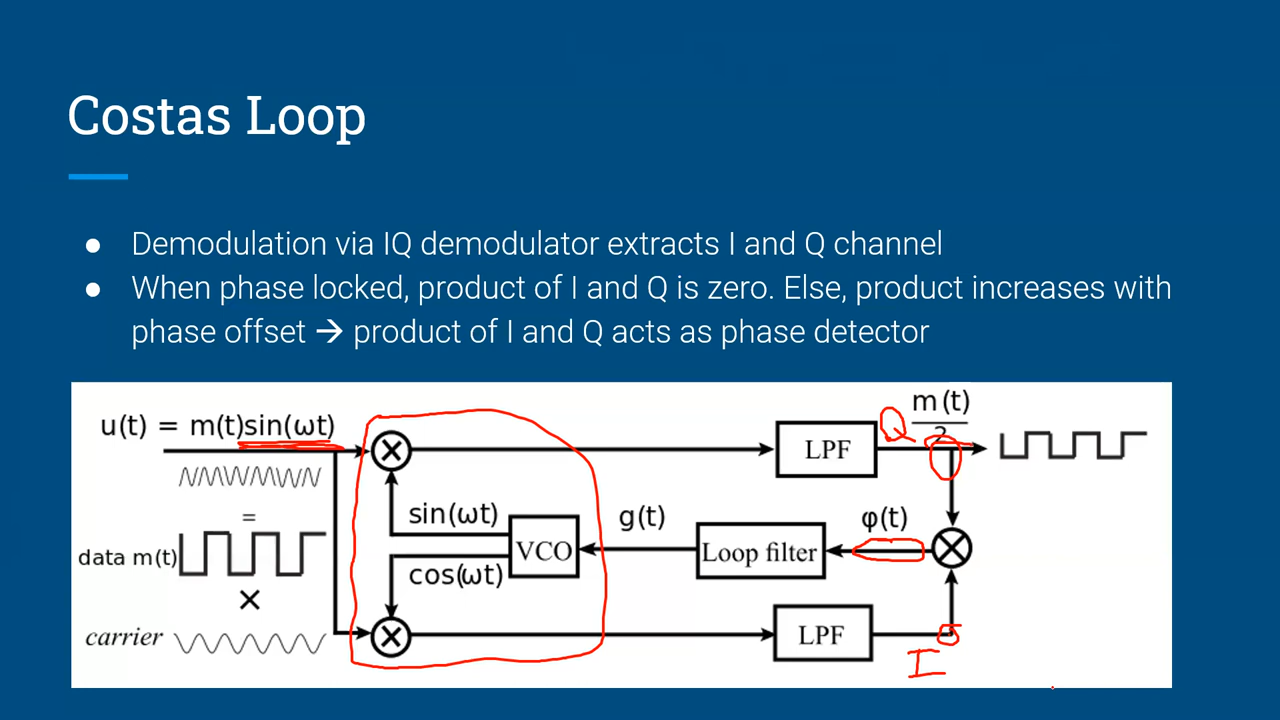 Costas Loop
● Demodulation via IQ demodulator extracts I and Q channel
● When phase locked, product of I and Q is zero. Else, product increases with
phase offset → product of I and Q acts as phase detector
u(t) = m(t)sin(ωt)
=
data m(t)
×
carrier
sin(ωt)
cos(ωt)
VCO
g(t)
Loop filter
φ(t)
LPF
Q
m(t)
2
LPF
I